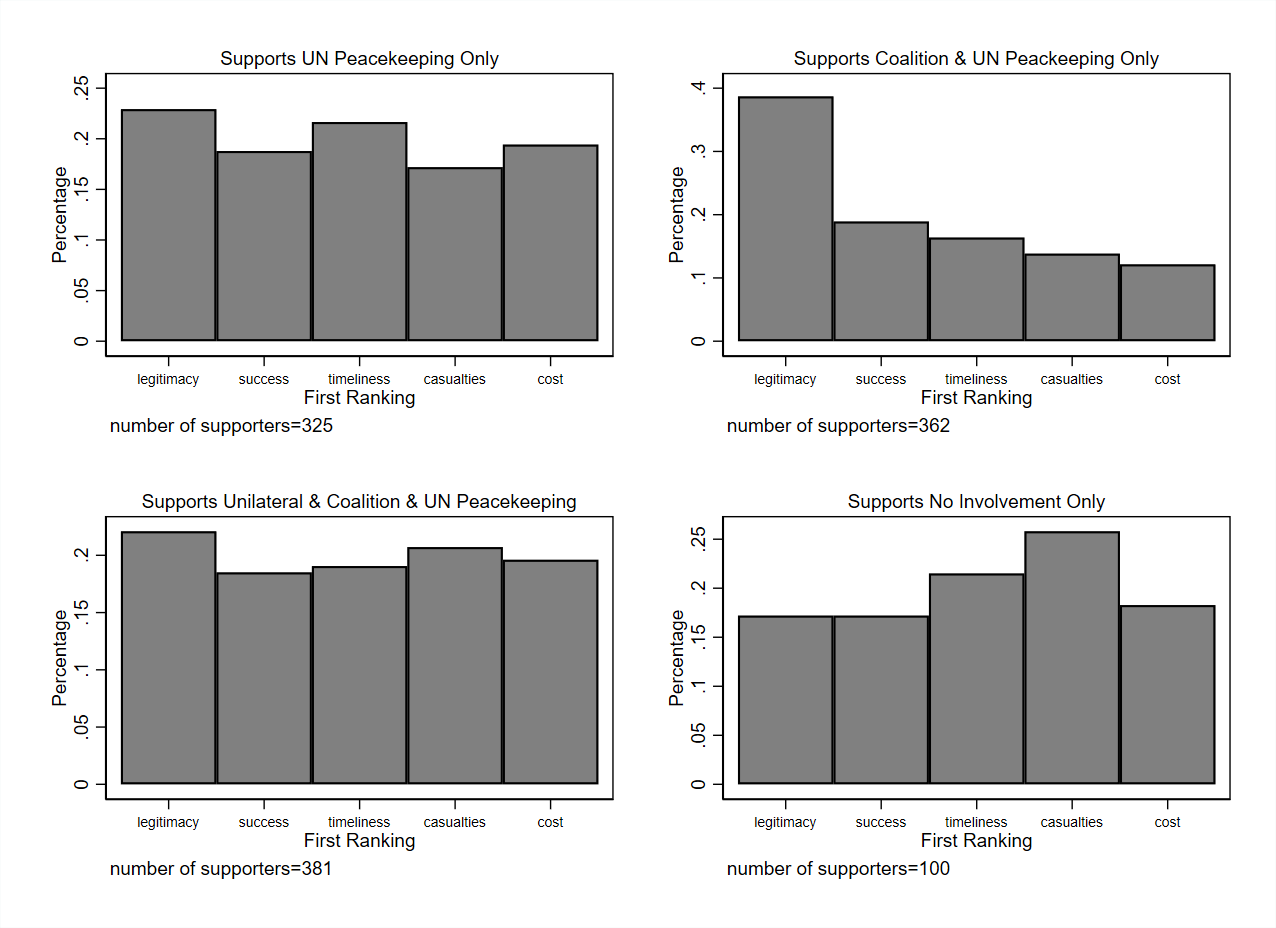 Supports UN Peacekeeping Only
Percentage
.25
.2
.15
.1
.05
0
legitimacy success timeliness casualties cost
First Ranking
number of supporters=325
Supports Coalition & UN Peackeeping Only
Percentage
.4
.3
.2
.1
0
legitimacy success timeliness casualties cost
First Ranking
number of supporters=362
Supports Unilateral & Coalition & UN Peacekeeping
Percentage
.2
.15
.1
.05
0
legitimacy success timeliness casualties cost
First Ranking
number of supporters=381
Supports No Involvement Only
Percentage
.25
.2
.15
.1
.05
0
legitimacy success timeliness casualties cost
First Ranking
number of supporters=100